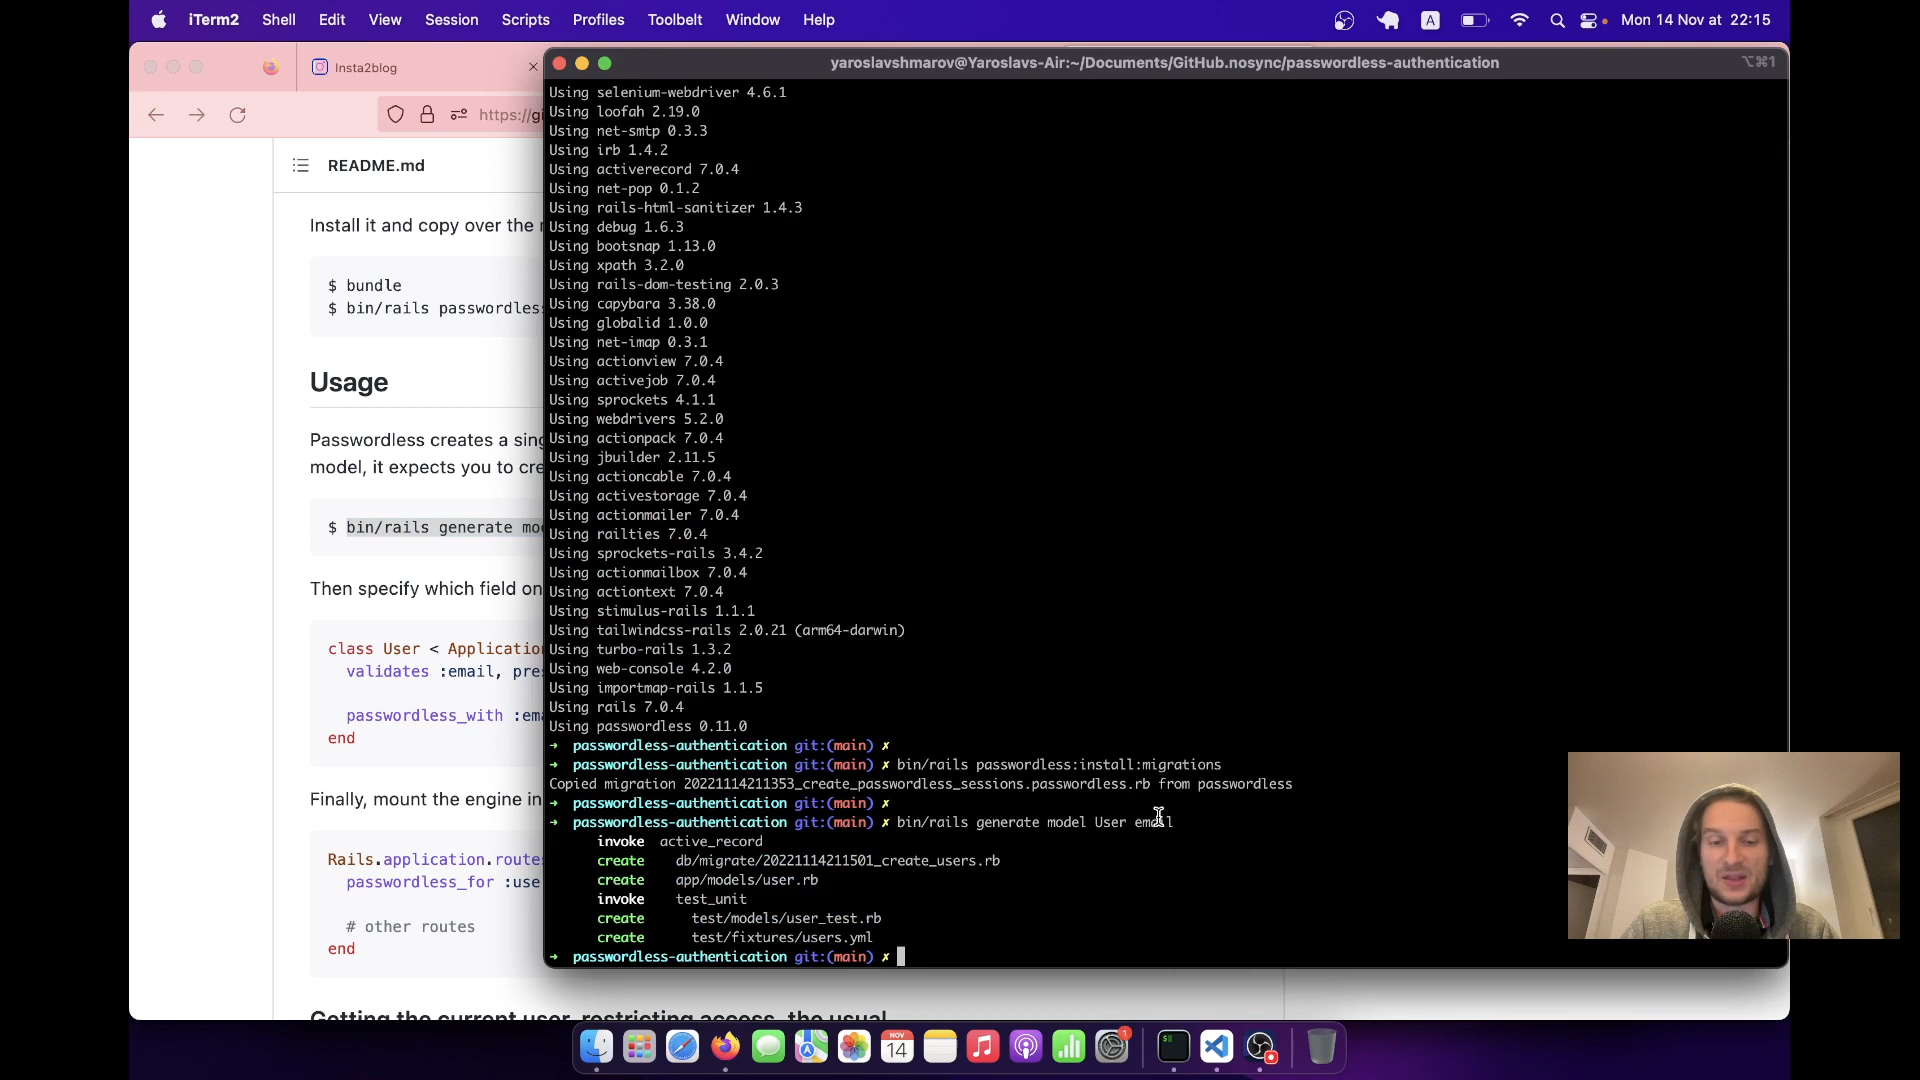 iTerm2 Shell Edit View Session Scripts Profiles Toolbelt Window Help
A
Mon 14 Nov at 22:15
Insta2blog
https://gi
README.md
Install it and copy over the
$ bundle
$ bin/rails passwordles
Usage
Passwordless creates a sing
model, it expects you to cre
$ bin/rails generate mo
Then specify which field on
class User < Applicatio
validates :email, pre
passwordless_with :em
end
Finally, mount the engine in
Rails.application.route
passwordless_for :use
# other routes
end
Getting the current user, restricting access, the usual
yaroslavshmarov@Yaroslavs-Air:~/Documents/GitHub.nosync/passwordless-authentication
⌥⌘1
Using selenium-webdriver 4.6.1
Using loofah 2.19.0
Using net-smtp 0.3.3
Using irb 1.4.2
Using activerecord 7.0.4
Using net-pop 0.1.2
Using rails-html-sanitizer 1.4.3
Using debug 1.6.3
Using bootsnap 1.13.0
Using xpath 3.2.0
Using rails-dom-testing 2.0.3
Using capybara 3.38.0
Using globalid 1.0.0
Using net-imap 0.3.1
Using actionview 7.0.4
Using activejob 7.0.4
Using sprockets 4.1.1
Using webdrivers 5.2.0
Using actionpack 7.0.4
Using jbuilder 2.11.5
Using actioncable 7.0.4
Using activestorage 7.0.4
Using actionmailer 7.0.4
Using railties 7.0.4
Using sprockets-rails 3.4.2
Using actionmailbox 7.0.4
Using actiontext 7.0.4
Using stimulus-rails 1.1.1
Using tailwindcss-rails 2.0.21 (arm64-darwin)
Using turbo-rails 1.3.2
Using web-console 4.2.0
Using importmap-rails 1.1.5
Using rails 7.0.4
Using passwordless 0.11.0
➜ passwordless-authentication git:(main) ✗
➜ passwordless-authentication git:(main) ✗ bin/rails passwordless:install:migrations
Copied migration 20221114211353_create_passwordless_sessions.passwordless.rb from passwordless
➜ passwordless-authentication git:(main) ✗
➜ passwordless-authentication git:(main) ✗ bin/rails generate model User email
invoke active_record
create db/migrate/20221114211501_create_users.rb
create app/models/user.rb
invoke test_unit
create test/models/user_test.rb
create test/fixtures/users.yml
➜ passwordless-authentication git:(main) ✗
NOV
14
1
$